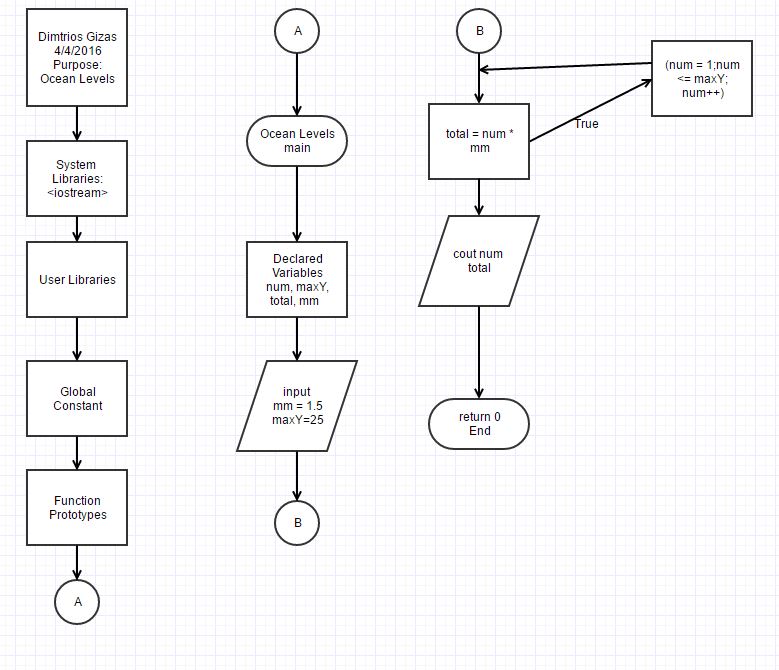 Dimtrios Gizas
4/4/2016
Purpose:
Ocean Levels
System
Libraries:
<iostream>
User Libraries
Global
Constant
Function
Prototypes
A
A
Ocean Levels
main
Declared
Variables
num, maxY,
total, mm
input
mm = 1.5
maxY=25
B
B
total = num *
mm
True
(num = 1;num
<= maxY;
num++)
cout num
total
return 0
End